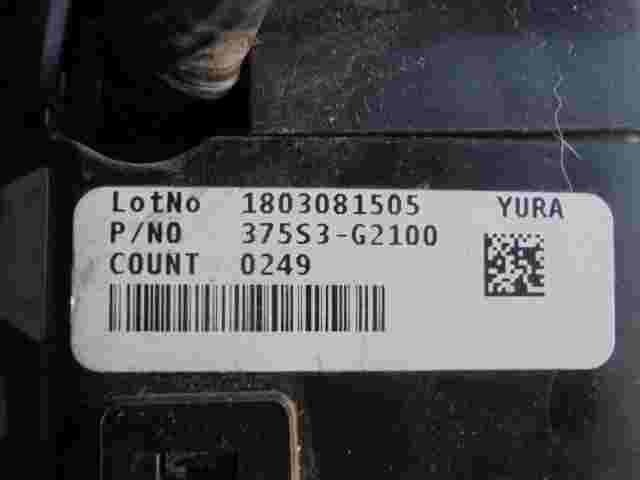 LotNo 1803081505 YURA
P/NO 375S3-G2100
COUNT 0249